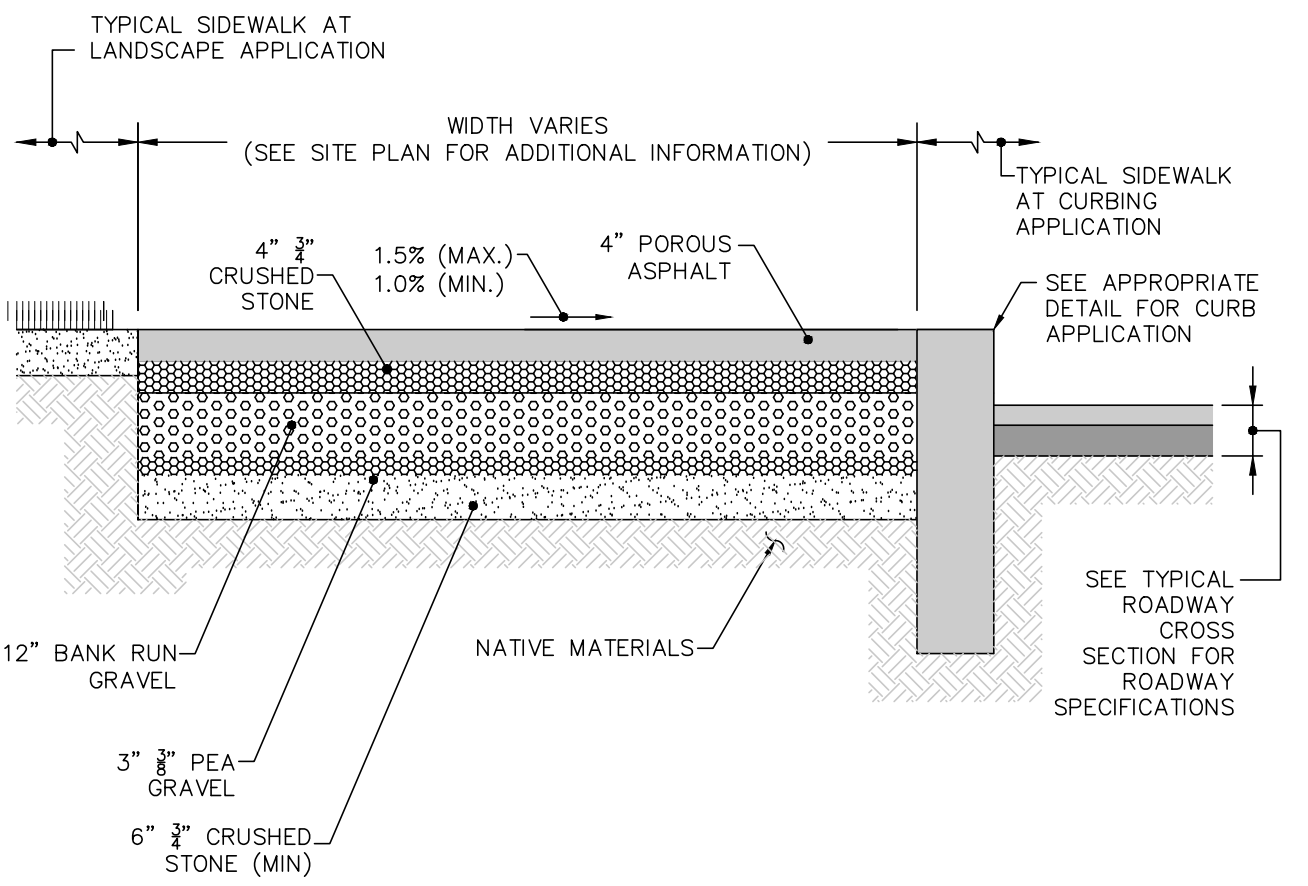 TYPICAL SIDEWALK AT
LANDSCAPE APPLICATION
WIDTH VARIES
(SEE SITE PLAN FOR ADDITIONAL INFORMATION)
TYPICAL SIDEWALK
AT CURBING
APPLICATION
4" 3/4"
CRUSHED
STONE
1.5% (MAX.)
1.0% (MIN.)
4" POROUS
ASPHALT
SEE APPROPRIATE
DETAIL FOR CURB
APPLICATION
12" BANK RUN
GRAVEL
NATIVE MATERIALS
SEE TYPICAL
ROADWAY
CROSS
SECTION FOR
ROADWAY
SPECIFICATIONS
3" 3/8" PEA
GRAVEL
6" 3/4" CRUSHED
STONE (MIN)